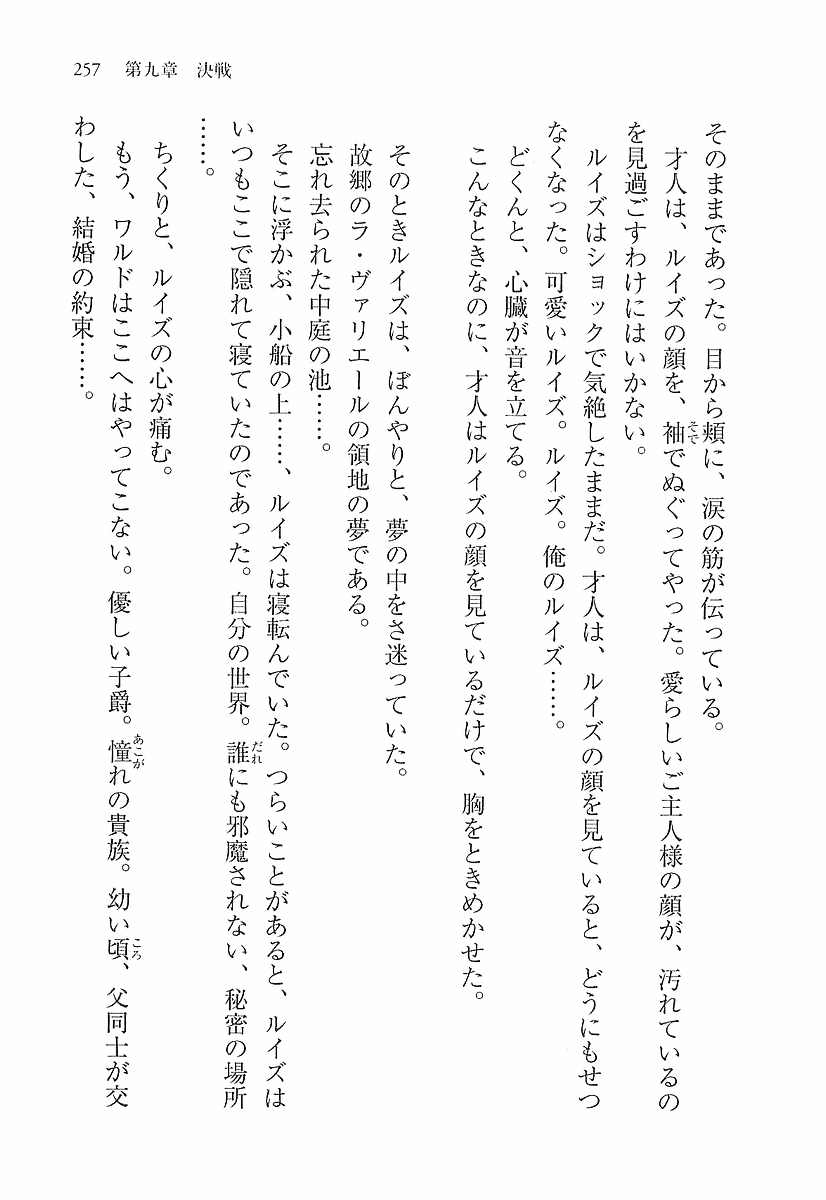 257　第九章　決戦
そのままであった。目から頬に、涙の筋が伝っている。
　才人は、ルイズの顔を、袖でぬぐってやった。愛らしいご主人様の顔が、汚れているの
を見過ごすわけにはいかない。
　ルイズはショックで気絶したままだ。才人は、ルイズの顔を見ていると、どうにもせつ
なくなった。可愛いルイズ。ルイズ。俺のルイズ……。
　どくんと、心臓が音を立てる。
　こんなときなのに、才人はルイズの顔を見ているだけで、胸をときめかせた。
　そのときルイズは、ぼんやりと、夢の中をさ迷っていた。
　故郷のラ・ヴァリエールの領地の夢である。
　忘れ去られた中庭の池……。
　そこに浮かぶ、小船の上……、ルイズは寝転んでいた。つらいことがあると、ルイズは
いつもここで隠れて寝ていたのであった。自分の世界。誰にも邪魔されない、秘密の場所
……。
　ちくりと、ルイズの心が痛む。
　もう、ワルドはここへはやってこない。優しい子爵。憧れの貴族。幼い頃、父同士が交
わした、結婚の約束……。